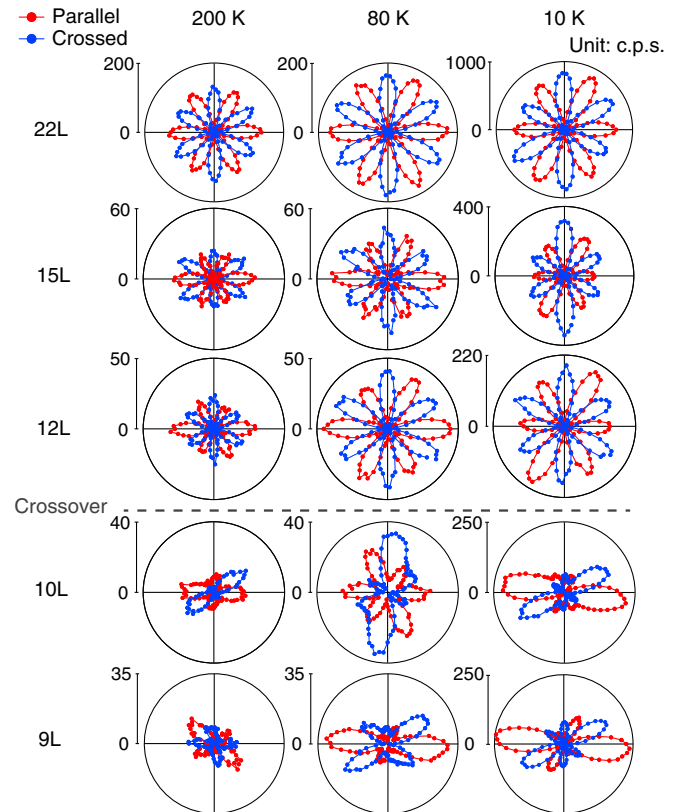 Parallel
Crossed
200 K 80 K 10 K
Unit: c.p.s.
22L 200 0 200 0 1000 0
15L 60 0 60 0 400 0
12L 50 0 50 0 220 0
Crossover
10L 40 0 40 0 250 0
9L 35 0 35 0 250 0